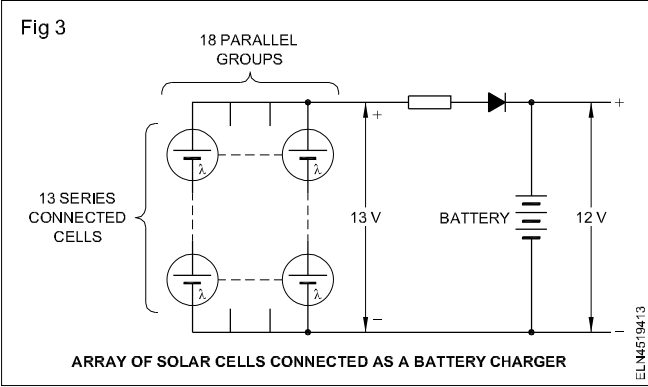 Fig 3
18 PARALLEL
GROUPS
13 SERIES
CONNECTED
CELLS
λ
λ
λ
λ
+
13 V
−
BATTERY
+
12 V
−
ARRAY OF SOLAR CELLS CONNECTED AS A BATTERY CHARGER
ELN4519413